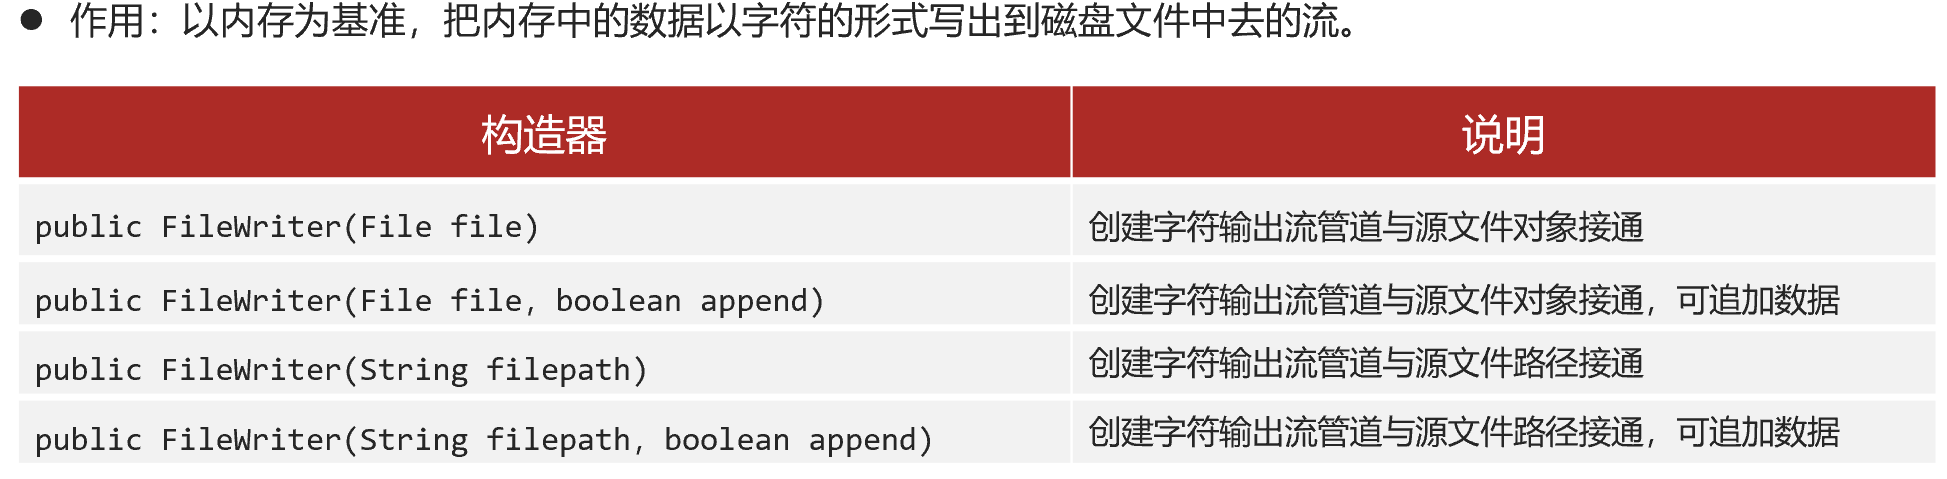 ● 作用：以内存为基准，把内存中的数据以字符的形式写出到磁盘文件中去的流。
构造器 说明
public FileWriter(File file) 创建字符输出流管道与源文件对象接通
public FileWriter(File file, boolean append) 创建字符输出流管道与源文件对象接通，可追加数据
public FileWriter(String filepath) 创建字符输出流管道与源文件路径接通
public FileWriter(String filepath, boolean append) 创建字符输出流管道与源文件路径接通，可追加数据